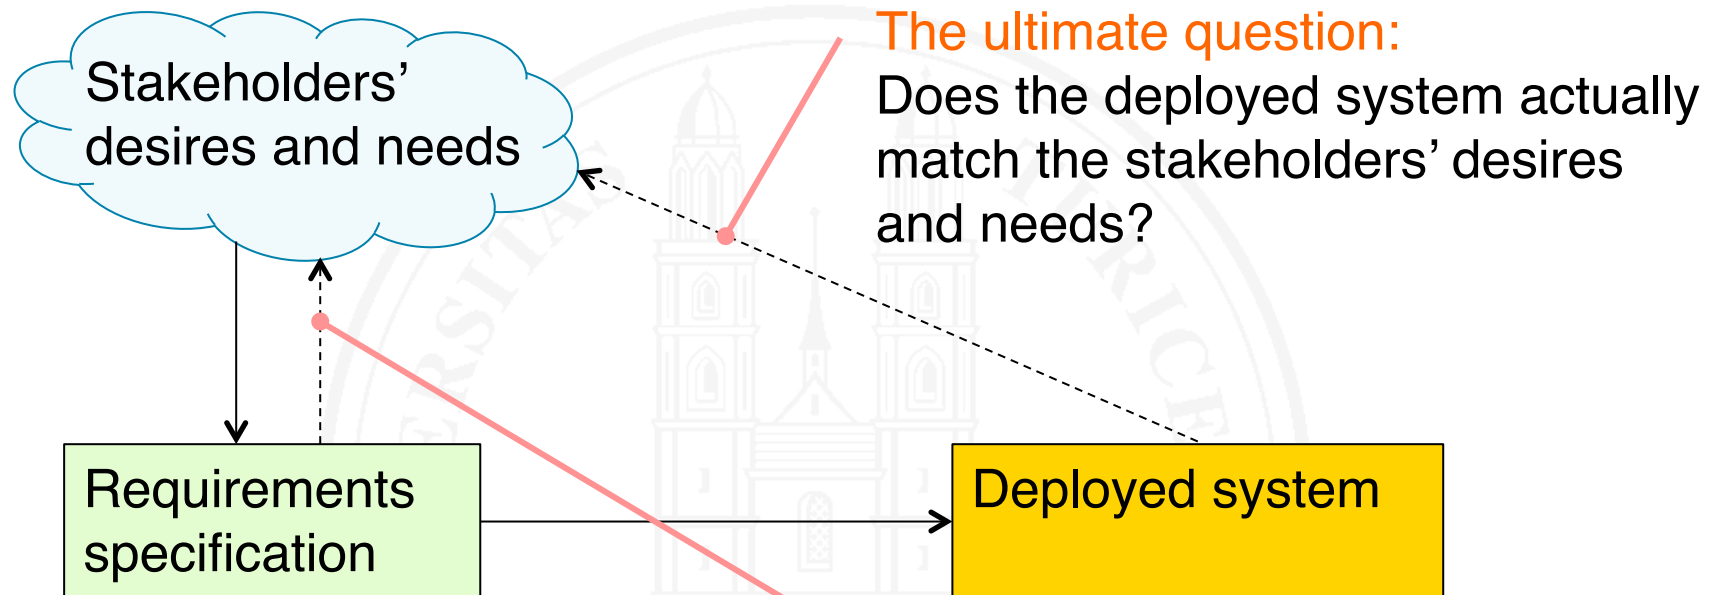 The ultimate question:
Stakeholders’
desires and needs
Does the deployed system actually
match the stakeholders’ desires
and needs?
Requirements
specification
Deployed system